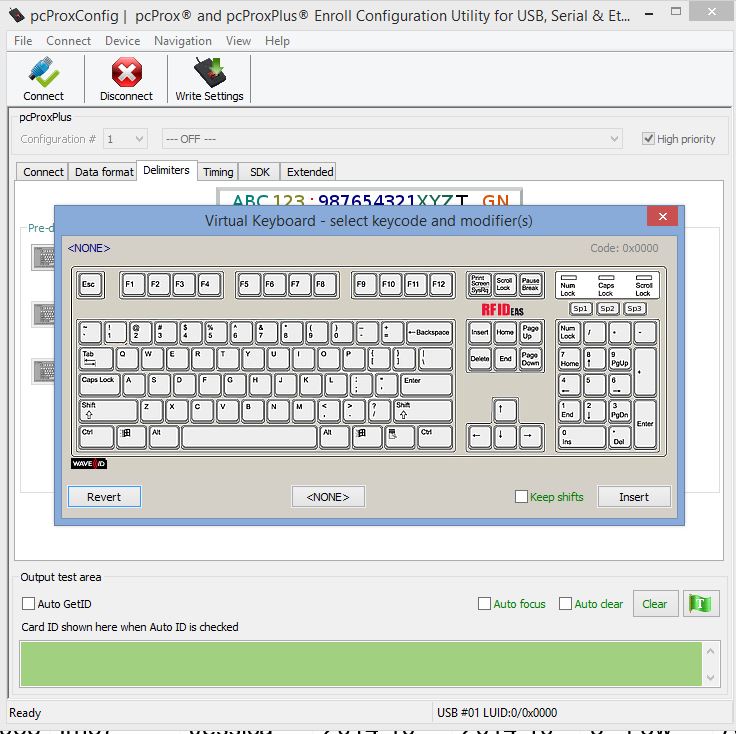 pcProxConfig | pcProx® and pcProxPlus® Enroll Configuration Utility for USB, Serial & Et...
File Connect Device Navigation View Help
Connect Disconnect Write Settings
pcProxPlus
Configuration # 1 --- OFF --- High priority
Connect Data format Delimiters Timing SDK Extended
ABC 123 : 987654321XYZT GN
Virtual Keyboard - select keycode and modifier(s)
Pre-d
<NONE> Code: 0x0000
Esc F1 F2 F3 F4 F5 F6 F7 F8 F9 F10 F11 F12 Print Screen SysRq Scroll Lock Pause Break Num Lock Caps Lock Scroll Lock
RFIDEAS Sp1 Sp2 Sp3
~ ` ! 1 @ 2 # 3 $ 4 % 5 ^ 6 & 7 * 8 ( 9 ) 0 _ - + = ←Backspace Insert Home Page Up Num Lock / * -
Tab Q W E R T Y U I O P { [ } ] | \ Delete End Page Down 7 Home 8 ↑ 9 PgUp +
Caps Lock A S D F G H J K L : ; " ' Enter 4 ← 5 6 →
Shift Z X C V B N M < , > . ? / Shift ↑ 1 End 2 ↓ 3 PgDn Enter
Ctrl Alt Alt Ctrl ← ↓ → 0 Ins . Del
WAVE ID
Revert <NONE> Keep shifts Insert
Output test area
Auto GetID Auto focus Auto clear Clear T
Card ID shown here when Auto ID is checked
Ready USB #01 LUID:0/0x0000